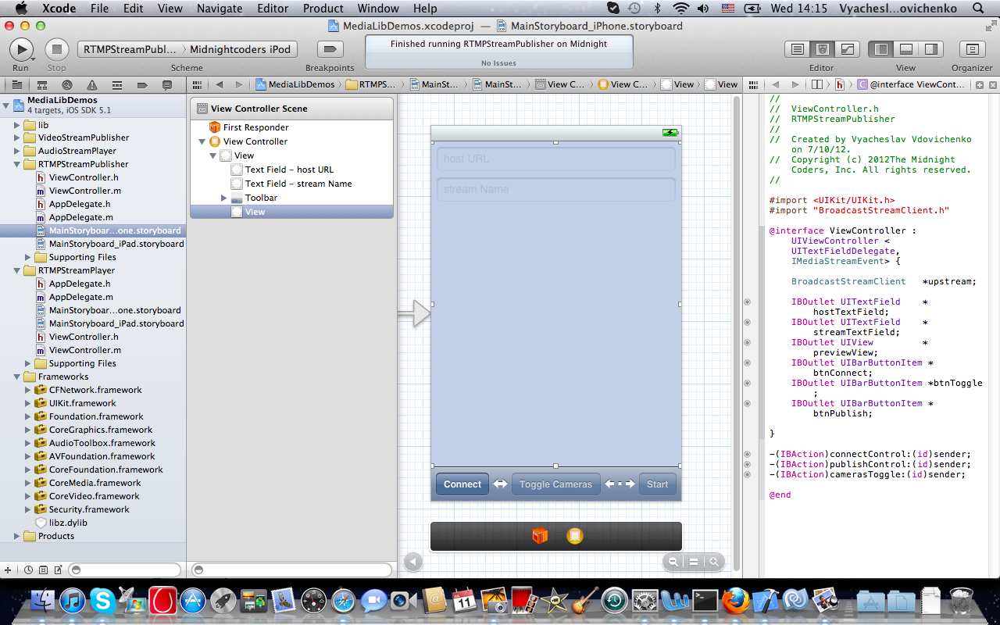 Xcode File Edit View Navigate Editor Product Window Help Wed 14:15 Vyachesl...ovichenko
MediaLibDemos.xcodeproj — MainStoryboard_iPhone.storyboard
RTMPStreamPubl... Midnightcoders iPod
Finished running RTMPStreamPublisher on Midnight
No Issues
Run Stop Scheme Breakpoints Editor View Organizer
MediaLibDemos RTMPS... MainSt... MainSt... View C... View C... View View @interface ViewCont...
MediaLibDemos
4 targets, iOS SDK 5.1
lib
VideoStreamPublisher
AudioStreamPlayer
RTMPStreamPublisher
ViewController.h
ViewController.m
AppDelegate.h
AppDelegate.m
MainStoryboar...one.storyboard
MainStoryboard_iPad.storyboard
Supporting Files
RTMPStreamPlayer
AppDelegate.h
AppDelegate.m
MainStoryboar...one.storyboard
MainStoryboard_iPad.storyboard
ViewController.h
ViewController.m
Supporting Files
Frameworks
CFNetwork.framework
UIKit.framework
Foundation.framework
CoreGraphics.framework
AudioToolbox.framework
AVFoundation.framework
CoreFoundation.framework
CoreMedia.framework
CoreVideo.framework
Security.framework
libz.dylib
Products
View Controller Scene
First Responder
View Controller
View
Text Field – host URL
Text Field – stream Name
Toolbar
View
host URL
stream Name
Connect Toggle Cameras Start
//
// ViewController.h
// RTMPStreamPublisher
//
// Created by Vyacheslav Vdovichenko
on 7/10/12.
// Copyright (c) 2012The Midnight
Coders, Inc. All rights reserved.
//
#import <UIKit/UIKit.h>
#import "BroadcastStreamClient.h"
@interface ViewController :
UIViewController <
UITextFieldDelegate,
IMediaStreamEvent> {
BroadcastStreamClient *upstream;
IBOutlet UITextField *
hostTextField;
IBOutlet UITextField *
streamTextField;
IBOutlet UIView *
previewView;
IBOutlet UIBarButtonItem *
btnConnect;
IBOutlet UIBarButtonItem *btnToggle
;
IBOutlet UIBarButtonItem *
btnPublish;
}
-(IBAction)connectControl:(id)sender;
-(IBAction)publishControl:(id)sender;
-(IBAction)camerasToggle:(id)sender;
@end
JUL
11